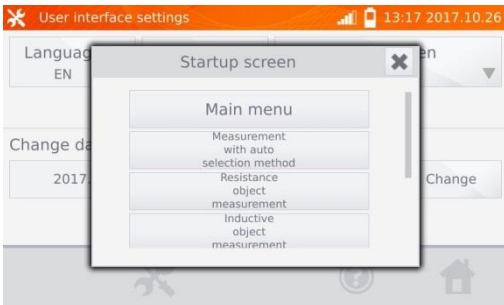 User interface settings
13:17 2017.10.26
Languag
EN
en
Startup screen
Main menu
Measurement
with auto
selection method
Resistance
object
measurement
Inductive
object
measurement
Change da
2017.
Change
?